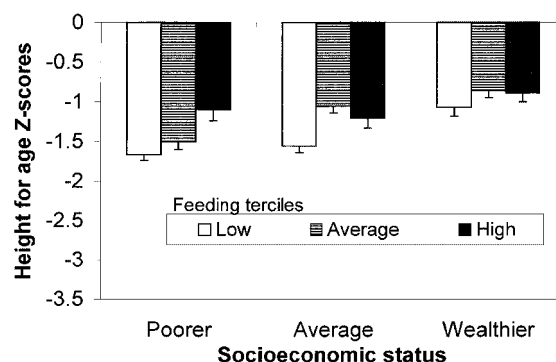 Height for age Z-scores
0
-0.5
-1
-1.5
-2
-2.5
-3
-3.5
Feeding terciles
Low Average High
Poorer Average Wealthier
Socioeconomic status